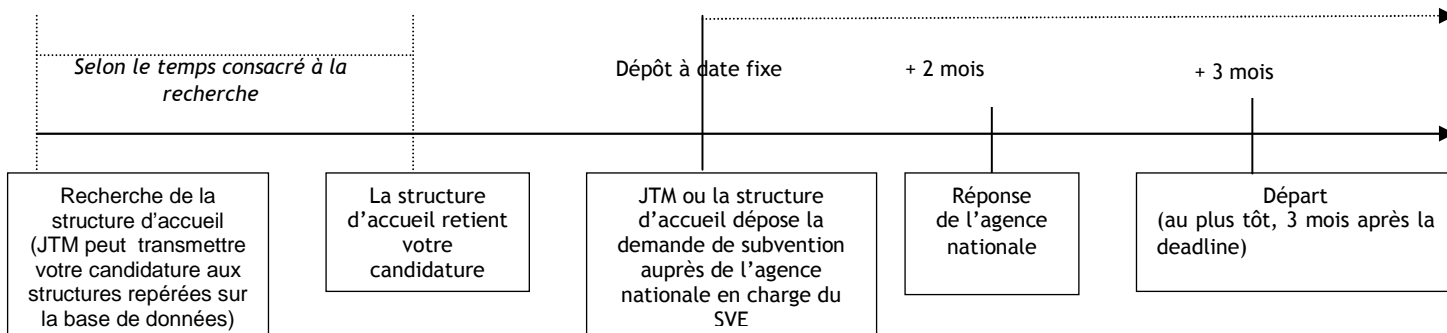 Selon le temps consacré à la
recherche
Dépôt à date fixe
+ 2 mois
+ 3 mois
Recherche de la
structure d’accueil
(JTM peut transmettre
votre candidature aux
structures repérées sur
la base de données)
La structure
d’accueil retient
votre
candidature
JTM ou la structure
d’accueil dépose la
demande de subvention
auprès de l’agence
nationale en charge du
SVE
Réponse
de l’agence
nationale
Départ
(au plus tôt, 3 mois après la
deadline)